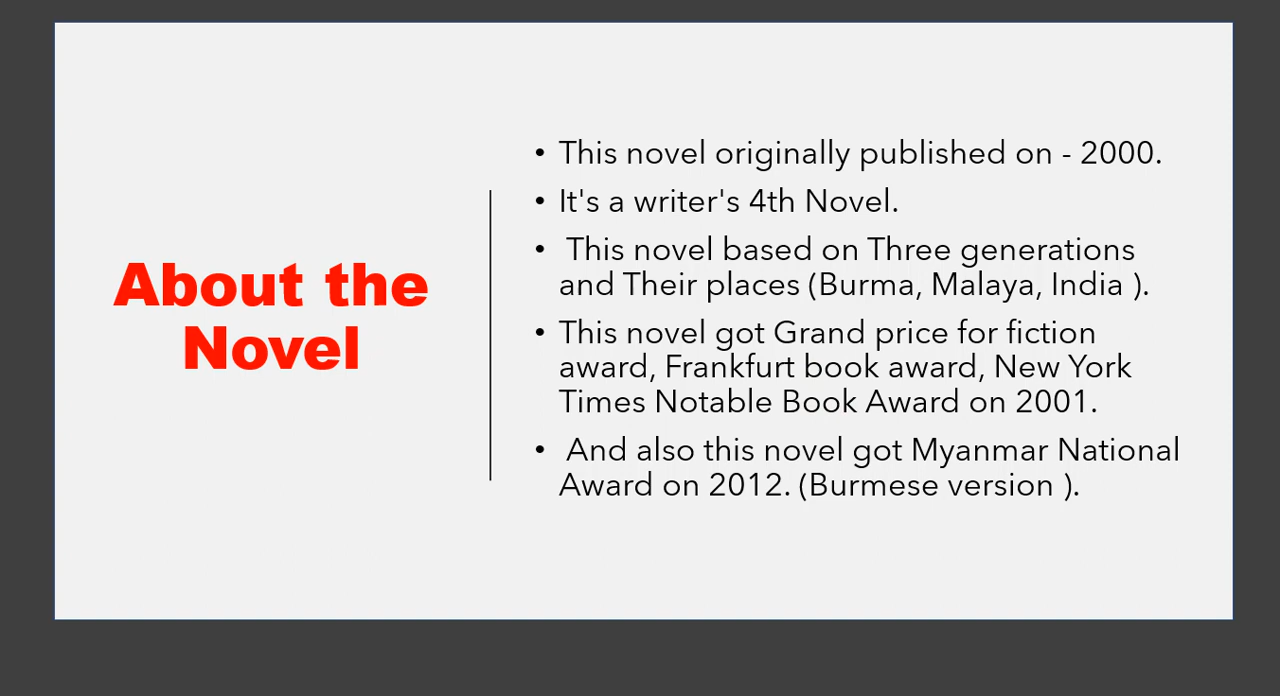 About the
Novel
• This novel originally published on - 2000.
• It's a writer's 4th Novel.
• This novel based on Three generations
and Their places (Burma, Malaya, India ).
• This novel got Grand price for fiction
award, Frankfurt book award, New York
Times Notable Book Award on 2001.
• And also this novel got Myanmar National
Award on 2012. (Burmese version ).